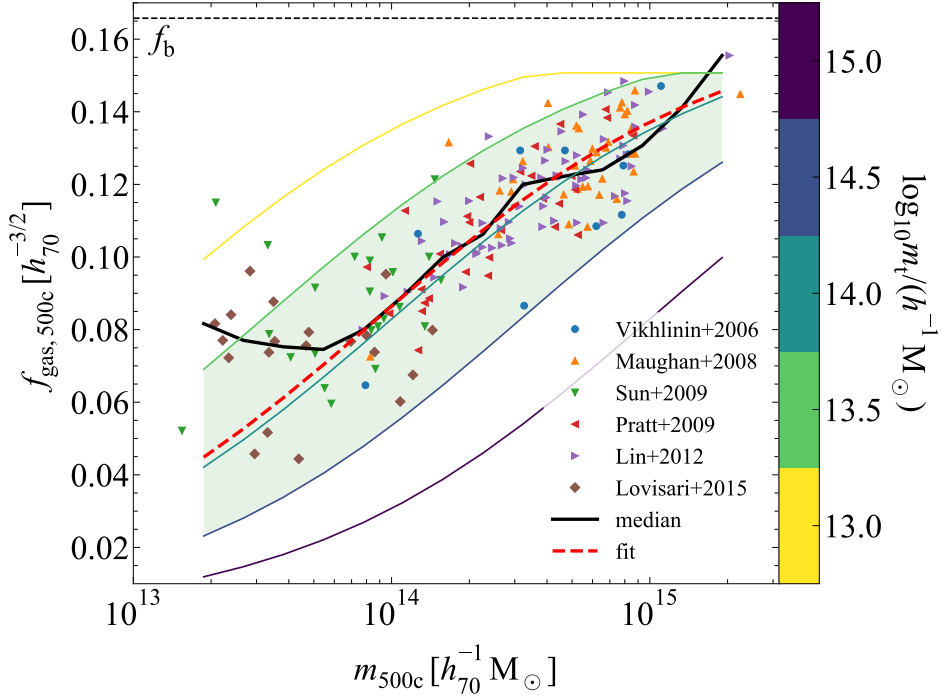 f_b
0.16
0.14
0.12
0.10
0.08
0.06
0.04
0.02
f_gas, 500c [h_70^−3/2]
Vikhlinin+2006
Maughan+2008
Sun+2009
Pratt+2009
Lin+2012
Lovisari+2015
median
fit
10^13
10^14
10^15
m_500c [h_70^−1 M_⊙]
15.0
14.5
14.0
13.5
13.0
log_10 m_t/(h^−1 M_⊙)